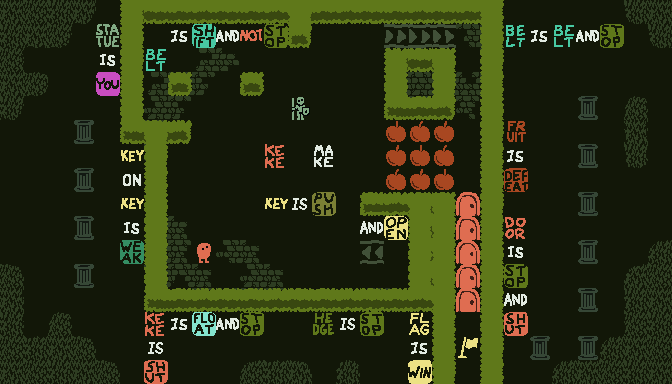 STATUE
IS
YOU
IS SHIFT AND NOT STOP
BELT
BELT IS BELT AND STOP
KEY
ON
KEY
IS
WEAK
KEKE
MAKE
KEY IS PUSH
AND OPEN
FRUIT
IS
DEFEAT
DOOR
IS
STOP
AND
SHUT
KEKE IS FLOAT AND STOP
IS
SHUT
HEDGE IS STOP
FLAG
IS
WIN